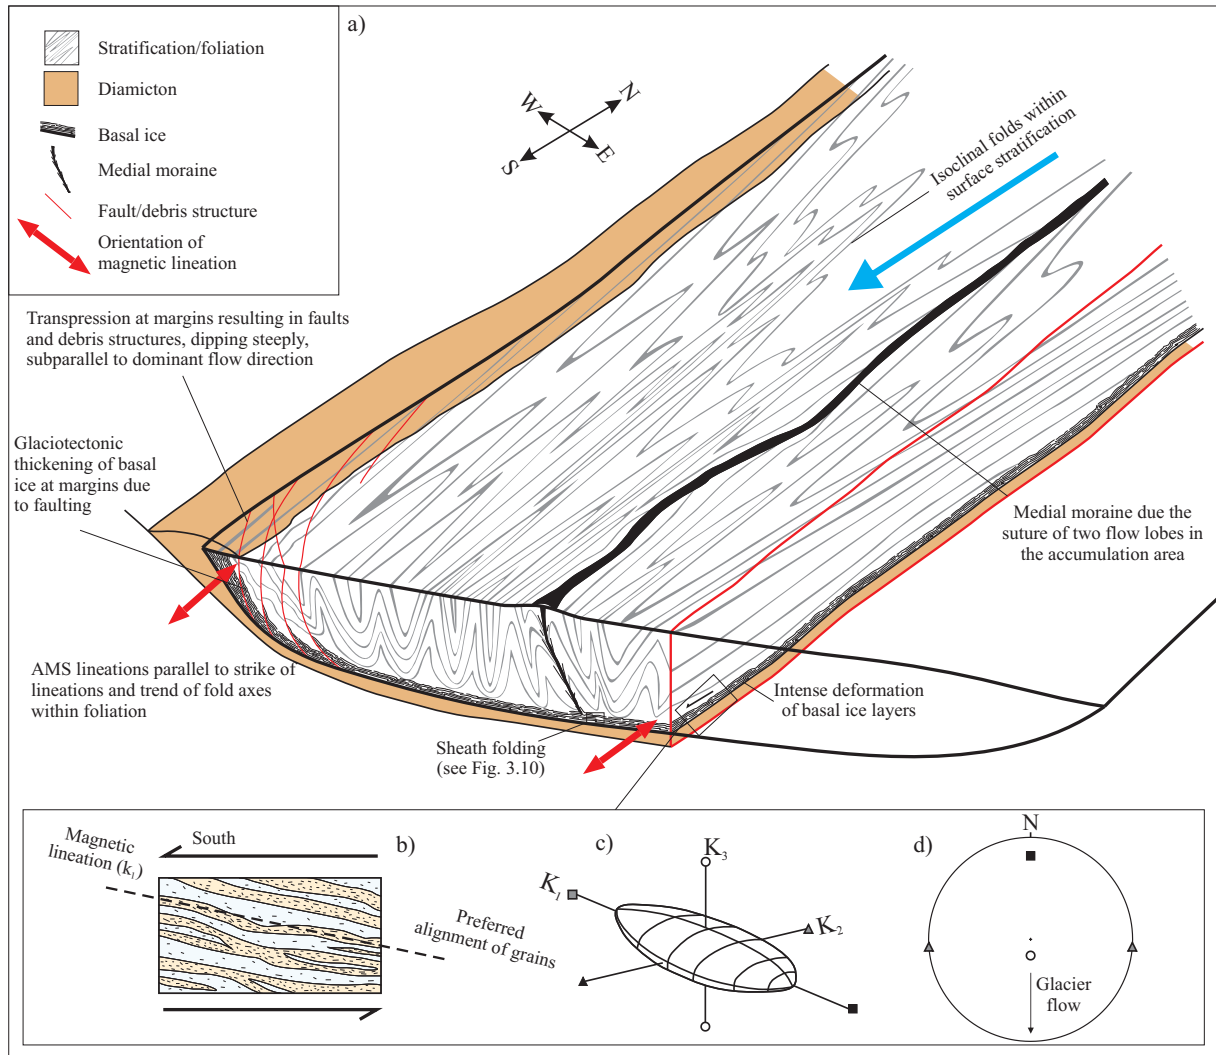 a)
Stratification/foliation
Diamicton
Basal ice
Medial moraine
Fault/debris structure
Orientation of
magnetic lineation
N
W
E
S
Isoclinal folds within
surface stratification
Transpression at margins resulting in faults
and debris structures, dipping steeply,
subparallel to dominant flow direction
Glaciotectonic
thickening of basal
ice at margins due
to faulting
Medial moraine due the
suture of two flow lobes in
the accumulation area
AMS lineations parallel to strike of
lineations and trend of fold axes
within foliation
Intense deformation
of basal ice layers
Sheath folding
(see Fig. 3.10)
b)
South
Magnetic
lineation (k1)
Preferred
alignment of grains
c)
K3
K1
K2
d)
N
Glacier
flow